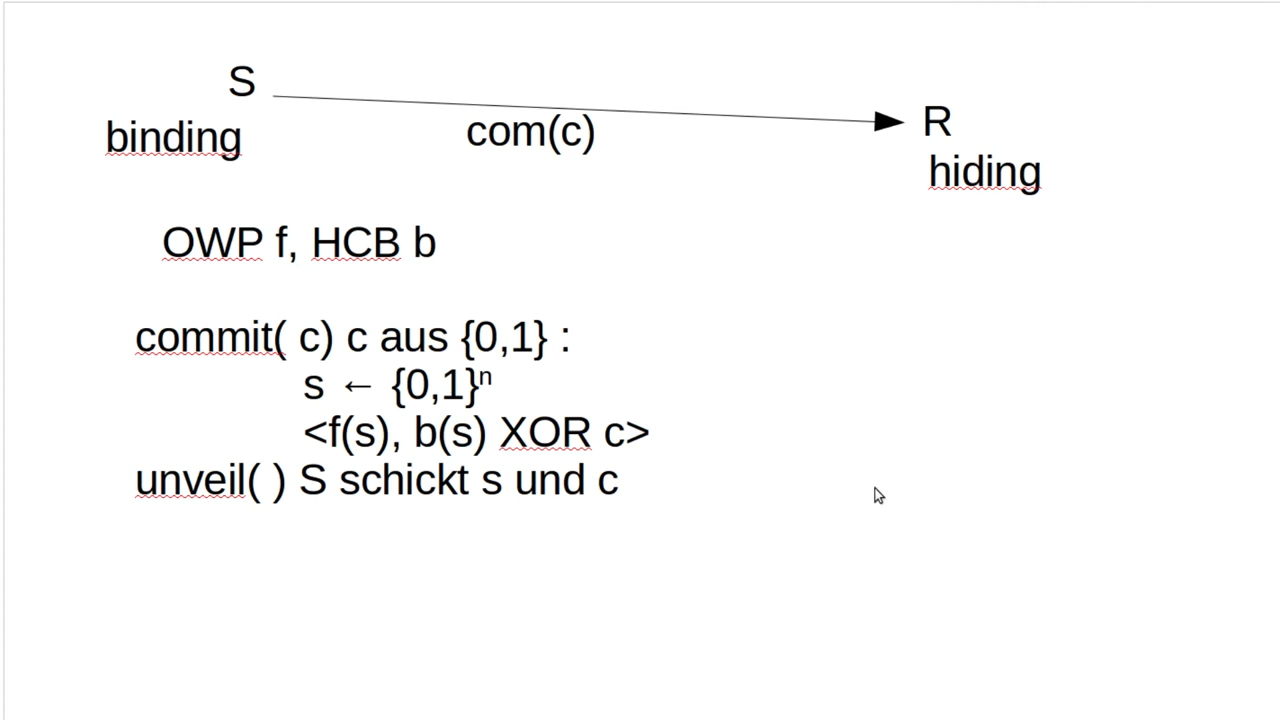 S
R
binding
com(c)
hiding
OWP f, HCB b
commit( c) c aus {0,1} :
s ← {0,1}ⁿ
<f(s), b(s) XOR c>
unveil( ) S schickt s und c